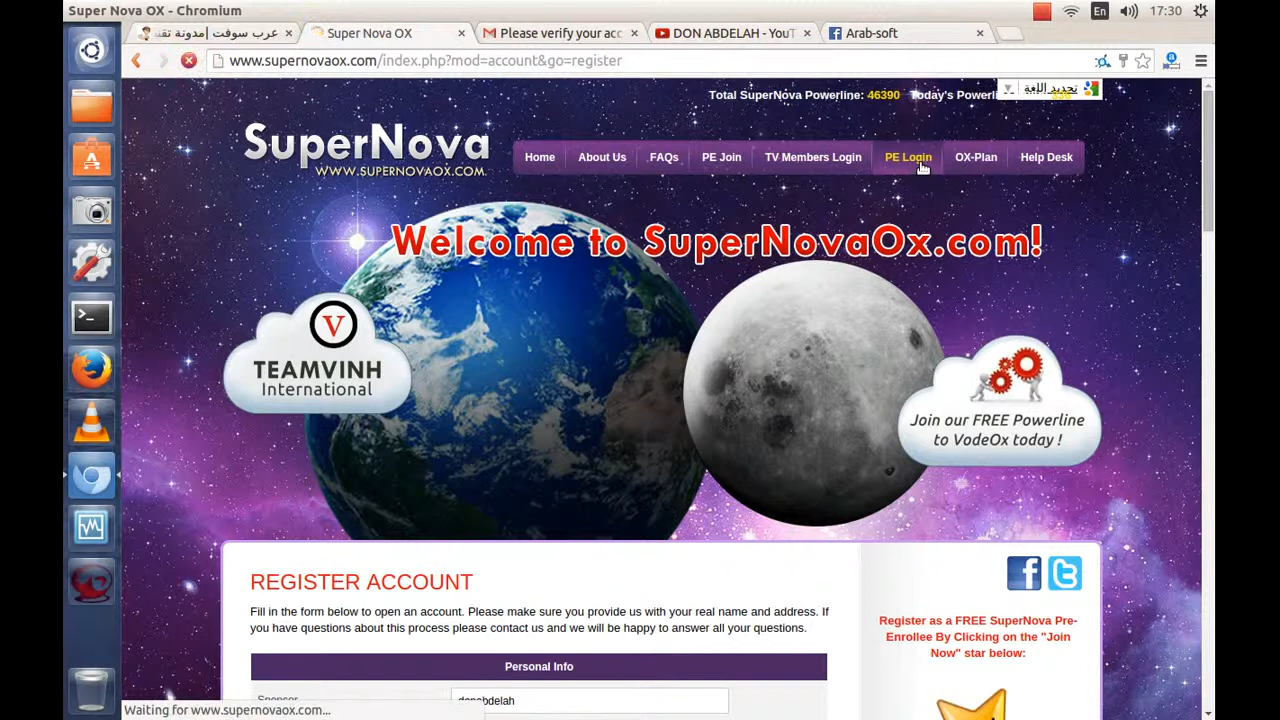 Super Nova OX - Chromium
En
17:30
عرب سوفت |مدونة تقني
Super Nova OX
Please verify your acc
DON ABDELAH - YouT
Arab-soft
www.supernovaox.com/index.php?mod=account&go=register
Total SuperNova Powerline: 46390 Today's Powerli
تحديد اللغة
SuperNova
WWW.SUPERNOVAOX.COM
Home
About Us
FAQs
PE Join
TV Members Login
PE Login
OX-Plan
Help Desk
Welcome to SuperNovaOx.com!
V
TEAMVINH
International
Join our FREE Powerline
to VodeOx today !
REGISTER ACCOUNT
Fill in the form below to open an account. Please make sure you provide us with your real name and address. If
you have questions about this process please contact us and we will be happy to answer all your questions.
Register as a FREE SuperNova Pre-
Enrollee By Clicking on the "Join
Now" star below:
Personal Info
Sponsor
donabdelah
Waiting for www.supernovaox.com...